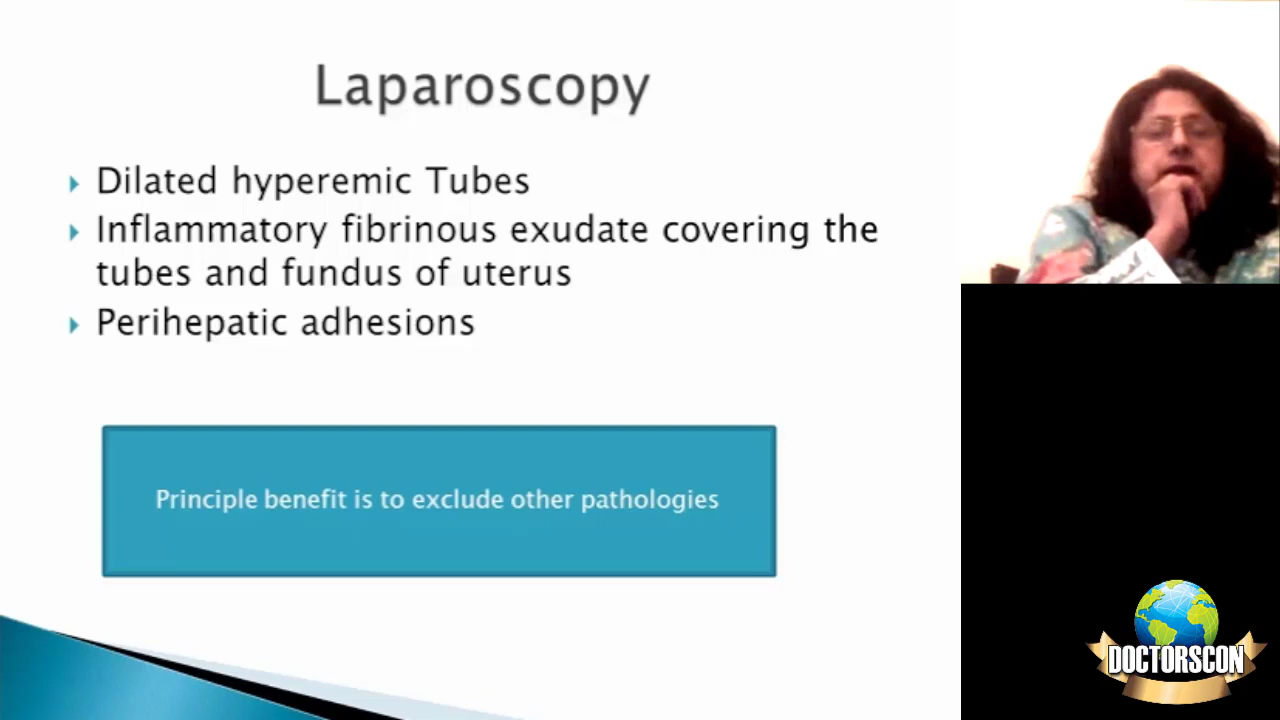 Laparoscopy
Dilated hyperemic Tubes
Inflammatory fibrinous exudate covering the
tubes and fundus of uterus
Perihepatic adhesions
Principle benefit is to exclude other pathologies
DOCTORSCON